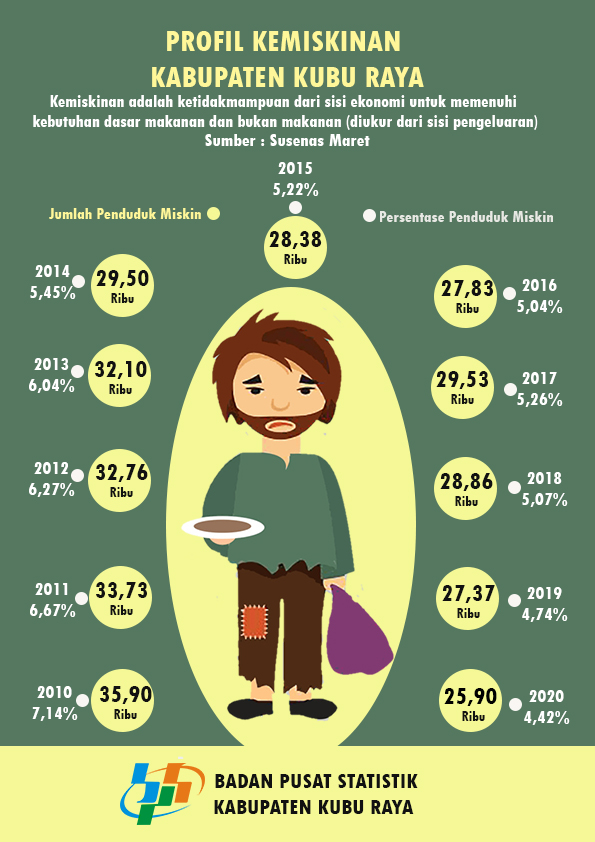 PROFIL KEMISKINAN
KABUPATEN KUBU RAYA
Kemiskinan adalah ketidakmampuan dari sisi ekonomi untuk memenuhi
kebutuhan dasar makanan dan bukan makanan (diukur dari sisi pengeluaran)
Sumber : Susenas Maret
2015
5,22%
Jumlah Penduduk Miskin
Persentase Penduduk Miskin
28,38
Ribu
2014
5,45%
29,50
Ribu
27,83
Ribu
2016
5,04%
2013
6,04%
32,10
Ribu
29,53
Ribu
2017
5,26%
2012
6,27%
32,76
Ribu
28,86
Ribu
2018
5,07%
2011
6,67%
33,73
Ribu
27,37
Ribu
2019
4,74%
2010
7,14%
35,90
Ribu
25,90
Ribu
2020
4,42%
BADAN PUSAT STATISTIK
KABUPATEN KUBU RAYA